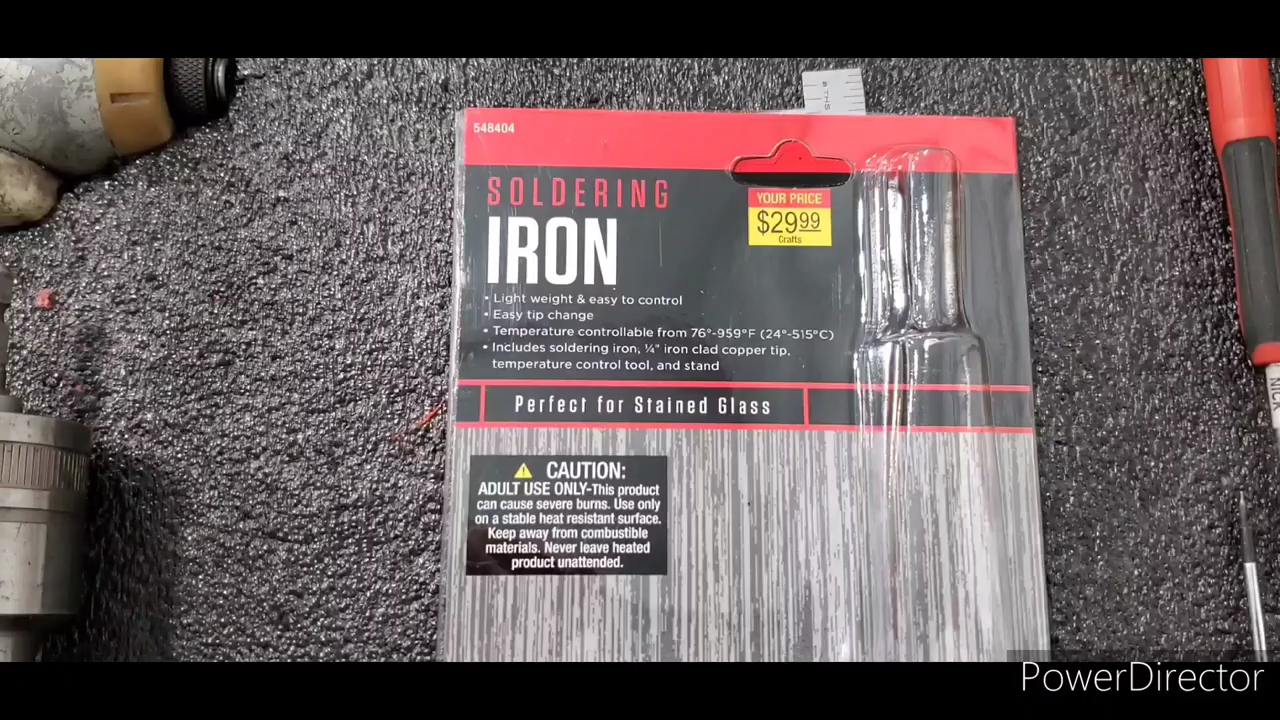 548404
SOLDERING
IRON
YOUR PRICE
$29.99
Crafts
• Light weight & easy to control
• Easy tip change
• Temperature controllable from 76°-959°F (24°-515°C)
• Includes soldering iron, ¼" iron clad copper tip,
temperature control tool, and stand
Perfect for Stained Glass
⚠ CAUTION:
ADULT USE ONLY-This product
can cause severe burns. Use only
on a stable heat resistant surface.
Keep away from combustible
materials. Never leave heated
product unattended.
PowerDirector